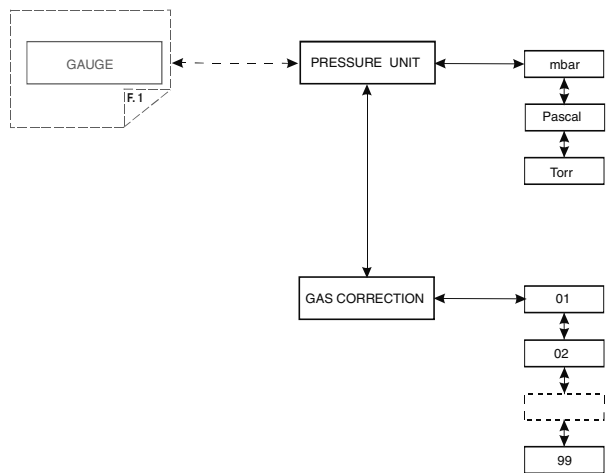 GAUGE
F.1
PRESSURE UNIT
mbar
Pascal
Torr
GAS CORRECTION
01
02
99